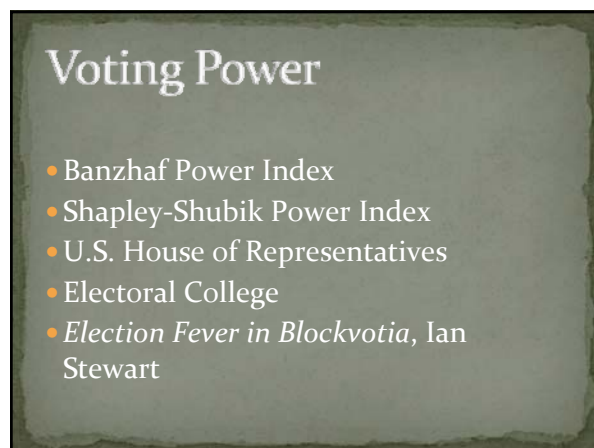 Voting Power
• Banzhaf Power Index
• Shapley-Shubik Power Index
• U.S. House of Representatives
• Electoral College
• Election Fever in Blockvotia, Ian
Stewart